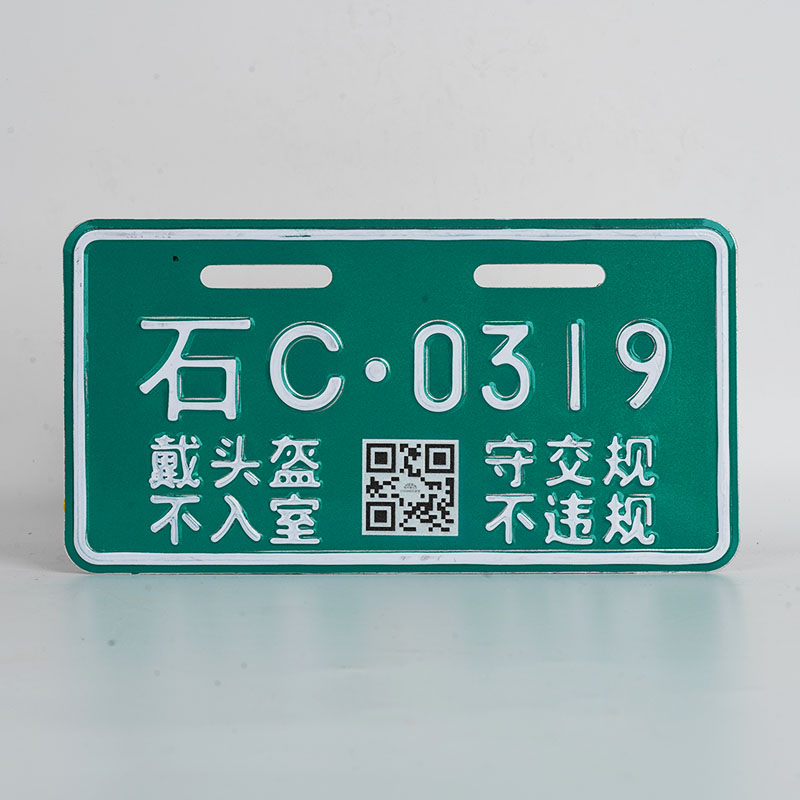 石C·0319
戴头盔 守交规
不入室 不违规